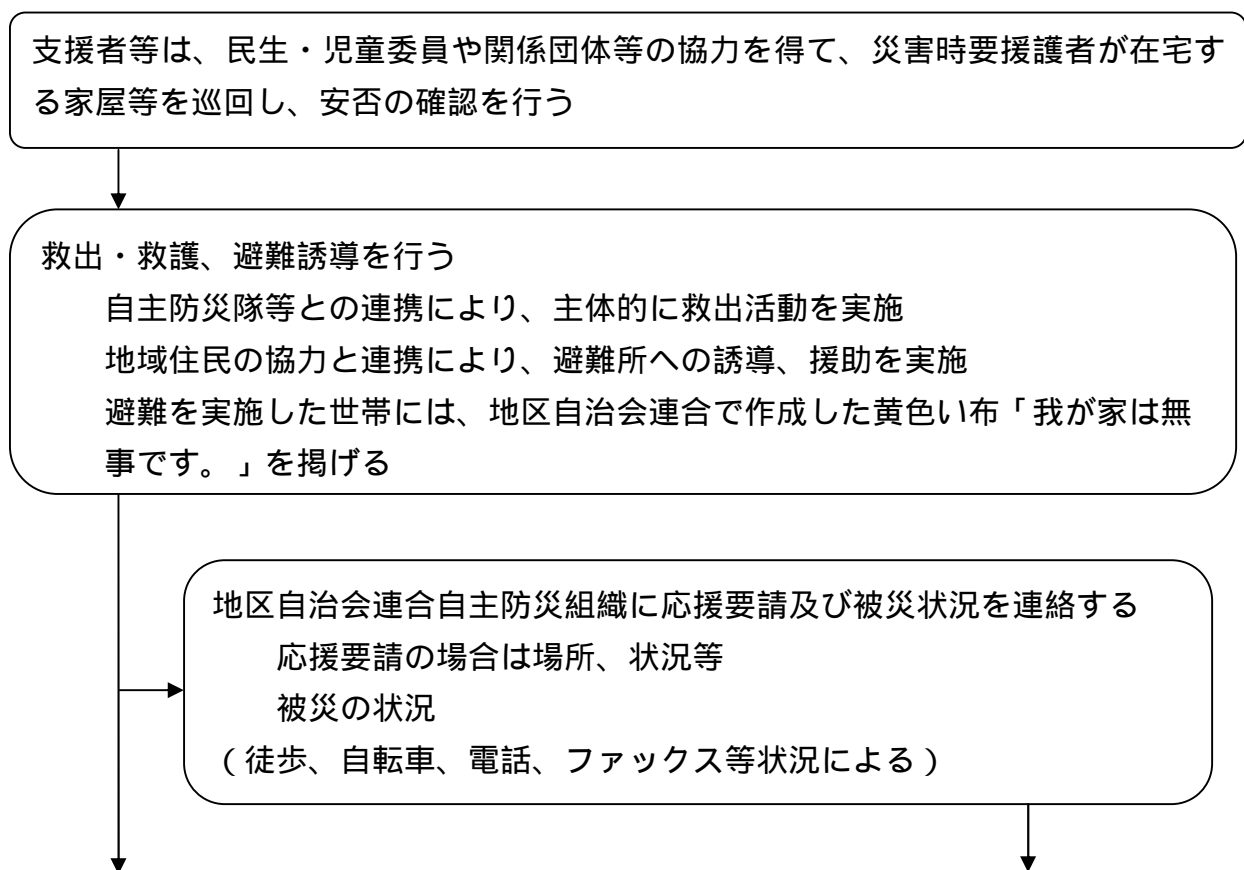 支援者等は、民生・児童委員や関係団体等の協力を得て、災害時要援護者が在宅す
る家屋等を巡回し、安否の確認を行う
救出・救護、避難誘導を行う
自主防災隊等との連携により、主体的に救出活動を実施
地域住民の協力と連携により、避難所への誘導、援助を実施
避難を実施した世帯には、地区自治会連合で作成した黄色い布「我が家は無
事です。」を掲げる
地区自治会連合自主防災組織に応援要請及び被災状況を連絡する
応援要請の場合は場所、状況等
被災の状況
(徒歩、自転車、電話、ファックス等状況による)